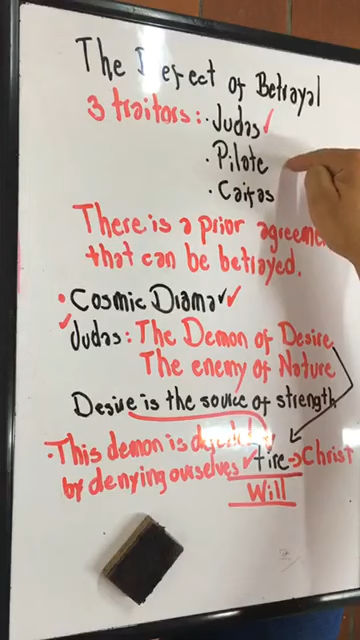 The Defect of Betrayal
3 traitors: · Judas ✓
· Pilate
· Caifas
There is a prior agreemen
that can be betrayed.
· Cosmic Drama ✓✓
✓ Judas: The Demon of Desire
The enemy of Nature
Desire is the source of strength
· This demon is dejected
by denying ourselves ✓ fire → Christ
Will